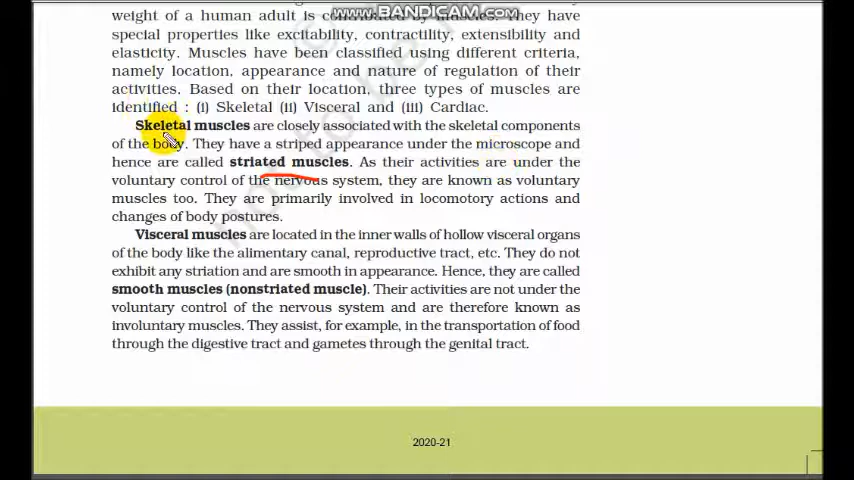 www.BANDICAM.com
weight of a human adult is contributed by muscles. They have
special properties like excitability, contractility, extensibility and
elasticity. Muscles have been classified using different criteria,
namely location, appearance and nature of regulation of their
activities. Based on their location, three types of muscles are
identified : (i) Skeletal (ii) Visceral and (iii) Cardiac.
Skeletal muscles are closely associated with the skeletal components
of the body. They have a striped appearance under the microscope and
hence are called striated muscles. As their activities are under the
voluntary control of the nervous system, they are known as voluntary
muscles too. They are primarily involved in locomotory actions and
changes of body postures.
Visceral muscles are located in the inner walls of hollow visceral organs
of the body like the alimentary canal, reproductive tract, etc. They do not
exhibit any striation and are smooth in appearance. Hence, they are called
smooth muscles (nonstriated muscle). Their activities are not under the
voluntary control of the nervous system and are therefore known as
involuntary muscles. They assist, for example, in the transportation of food
through the digestive tract and gametes through the genital tract.
2020-21
not to be